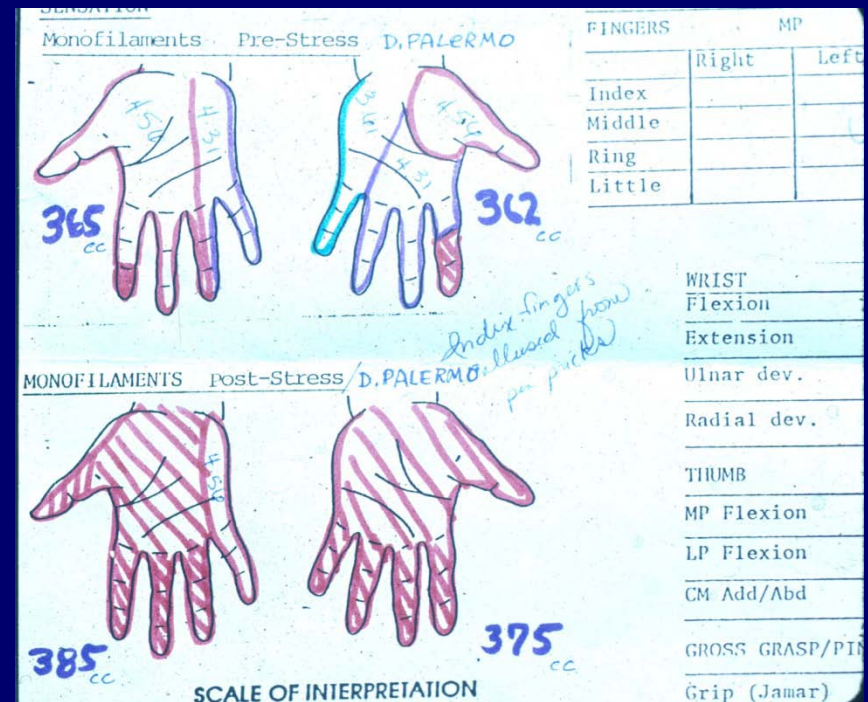 SENSATION
Monofilaments Pre-Stress D. PALERMO
4.56
4.31
3.61
4.56
4.31
365 cc
362 cc
Index fingers
callused from
pin pricks
MONOFILAMENTS Post-Stress / D. PALERMO
4.56
385 cc
375 cc
SCALE OF INTERPRETATION
FINGERS MP
Right Left
Index
Middle
Ring
Little
WRIST
Flexion
Extension
Ulnar dev.
Radial dev.
THUMB
MP Flexion
LP Flexion
CM Add/Abd
GROSS GRASP/PIN
Grip (Jamar)